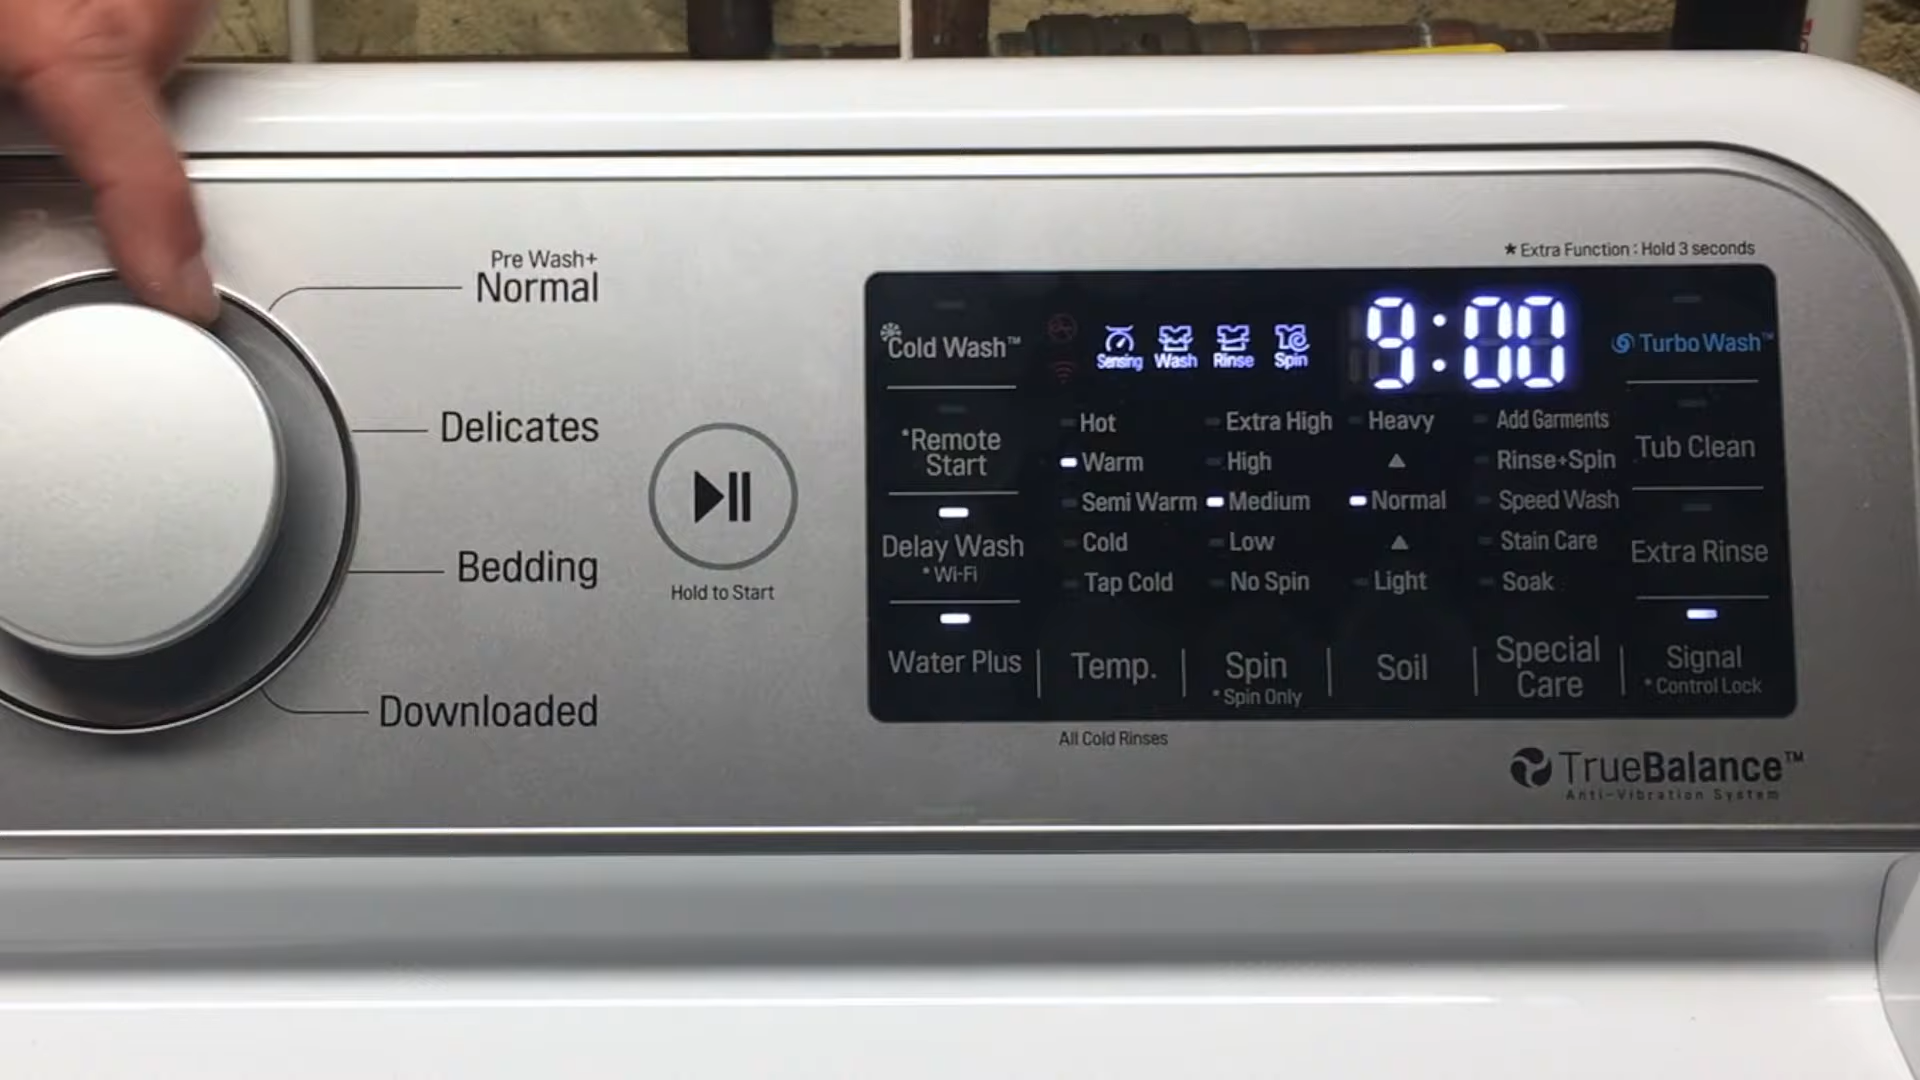 Pre Wash+
Normal
Delicates
Bedding
Downloaded
Hold to Start
* Extra Function : Hold 3 seconds
Cold Wash™
*Remote
Start
Delay Wash
* Wi-Fi
Water Plus
Sensing Wash Rinse Spin
9:00
Hot
Warm
Semi Warm
Cold
Tap Cold
Temp.
Extra High
High
Medium
Low
No Spin
Spin
* Spin Only
Heavy
Normal
Light
Soil
Add Garments
Rinse+Spin
Speed Wash
Stain Care
Soak
Special
Care
Turbo Wash™
Tub Clean
Extra Rinse
Signal
* Control Lock
All Cold Rinses
TrueBalance™
Anti-Vibration System